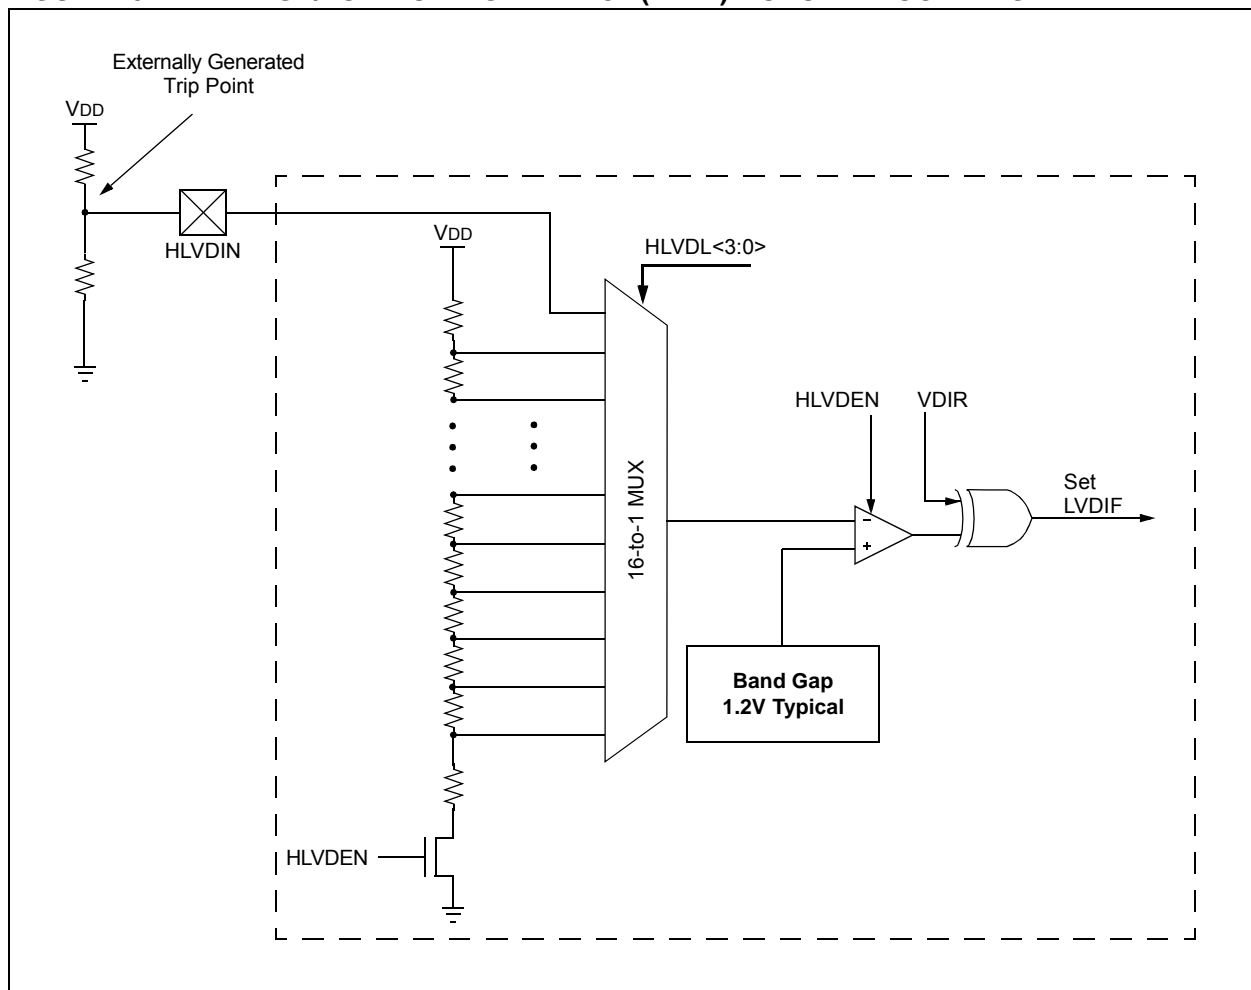 Externally Generated
Trip Point
VDD
HLVDIN
VDD
HLVDL<3:0>
16-to-1 MUX
HLVDEN
VDIR
Set
LVDIF
–
+
Band Gap
1.2V Typical
HLVDEN